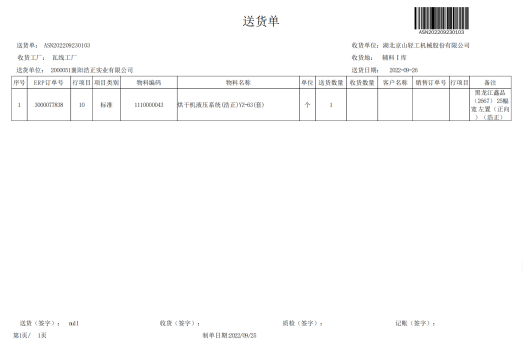 送货单
ASN202209230103
送货单: ASN202209230103
收货单位: 湖北京山轻工机械股份有限公司
收货工厂: 瓦线工厂
收货地: 辅料I库
送货单位: 2000051襄阳浩正实业有限公司
送货日期: 2022-09-26
序号 ERP订单号 行项目 项目类别 物料编码 物料名称 单位 送货数量 收货数量 客户名称 销售订单号 行项目 备注
1 3000077838 10 标准 1110000043 烘干机液压系统(浩正)YZ-63(套) 个 1 黑龙江鑫晶
(2667) 25幅
宽 左置 (正向
) (浩正)
送货(签字): null
收货(签字):
质检(签字):
记账(签字):
第1页/ 1页
制单日期:2022/09/25